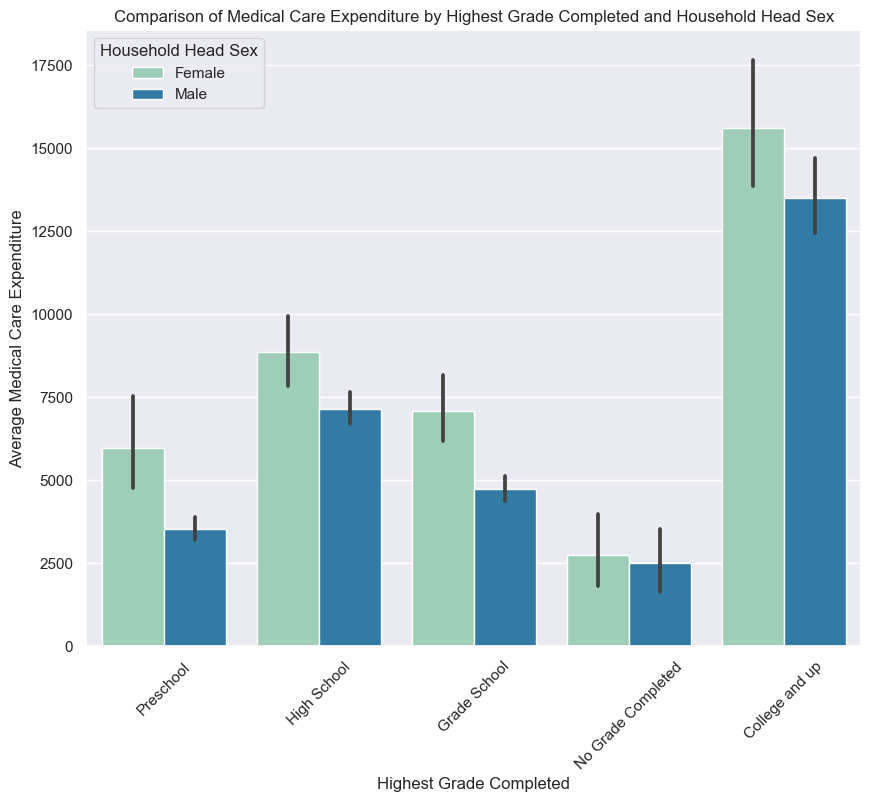 Comparison of Medical Care Expenditure by Highest Grade Completed and Household Head Sex
Household Head Sex
Female
Male
Average Medical Care Expenditure
17500
15000
12500
10000
7500
5000
2500
0
Preschool
High School
Grade School
No Grade Completed
College and up
Highest Grade Completed